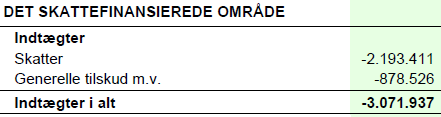 DET SKATTEFINANSIEREDE OMRÅDE
Indtægter
Skatter -2.193.411
Generelle tilskud m.v. -878.526
Indtægter i alt -3.071.937